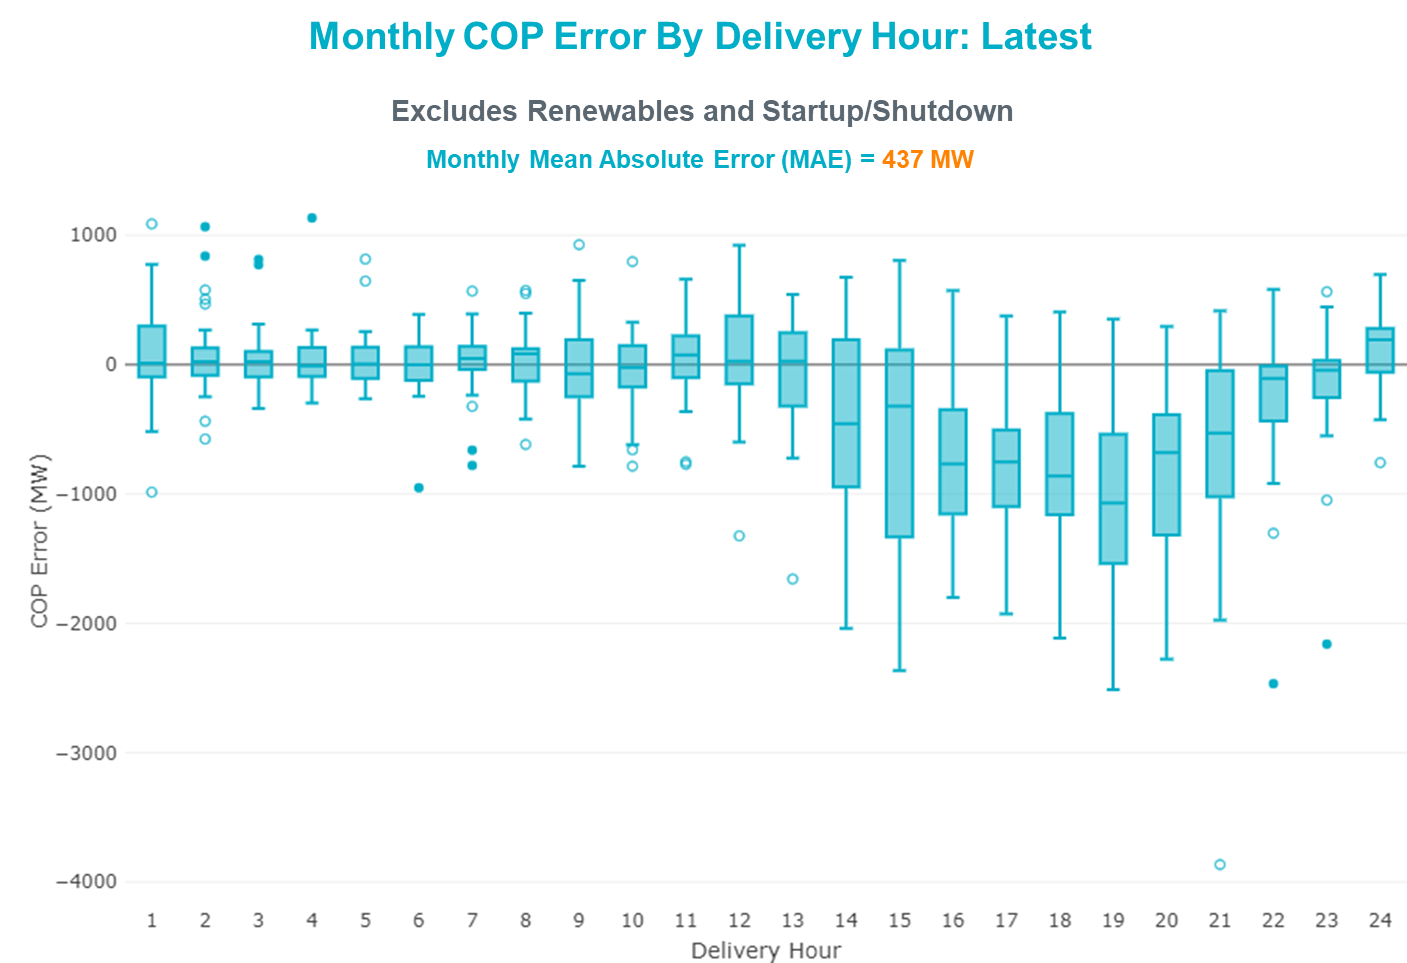 Monthly COP Error By Delivery Hour: Latest
Excludes Renewables and Startup/Shutdown
Monthly Mean Absolute Error (MAE) = 437 MW
1000
0
−1000
−2000
−3000
−4000
COP Error (MW)
1 2 3 4 5 6 7 8 9 10 11 12 13 14 15 16 17 18 19 20 21 22 23 24
Delivery Hour